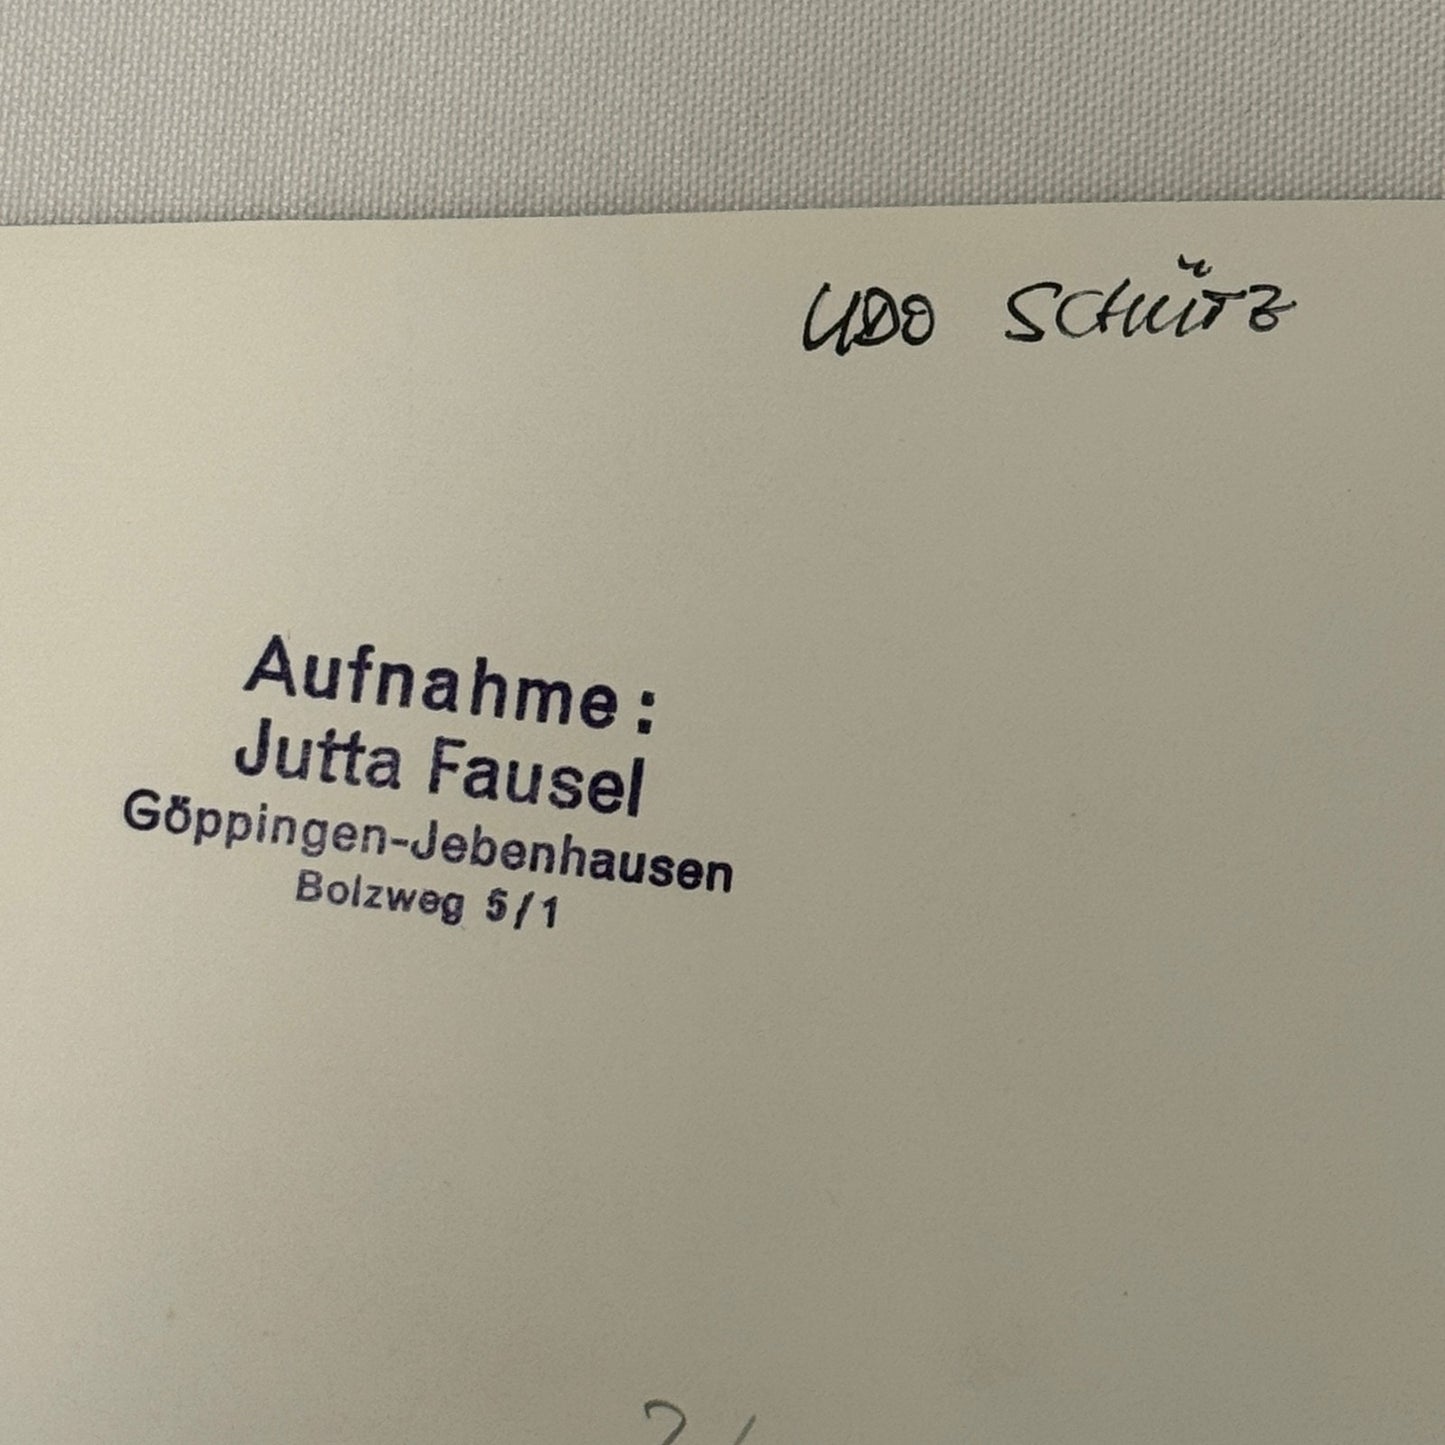 UDO SCHÜTZ
Aufnahme:
Jutta Fausel
Göppingen-Jebenhausen
Bolzweg 5/1